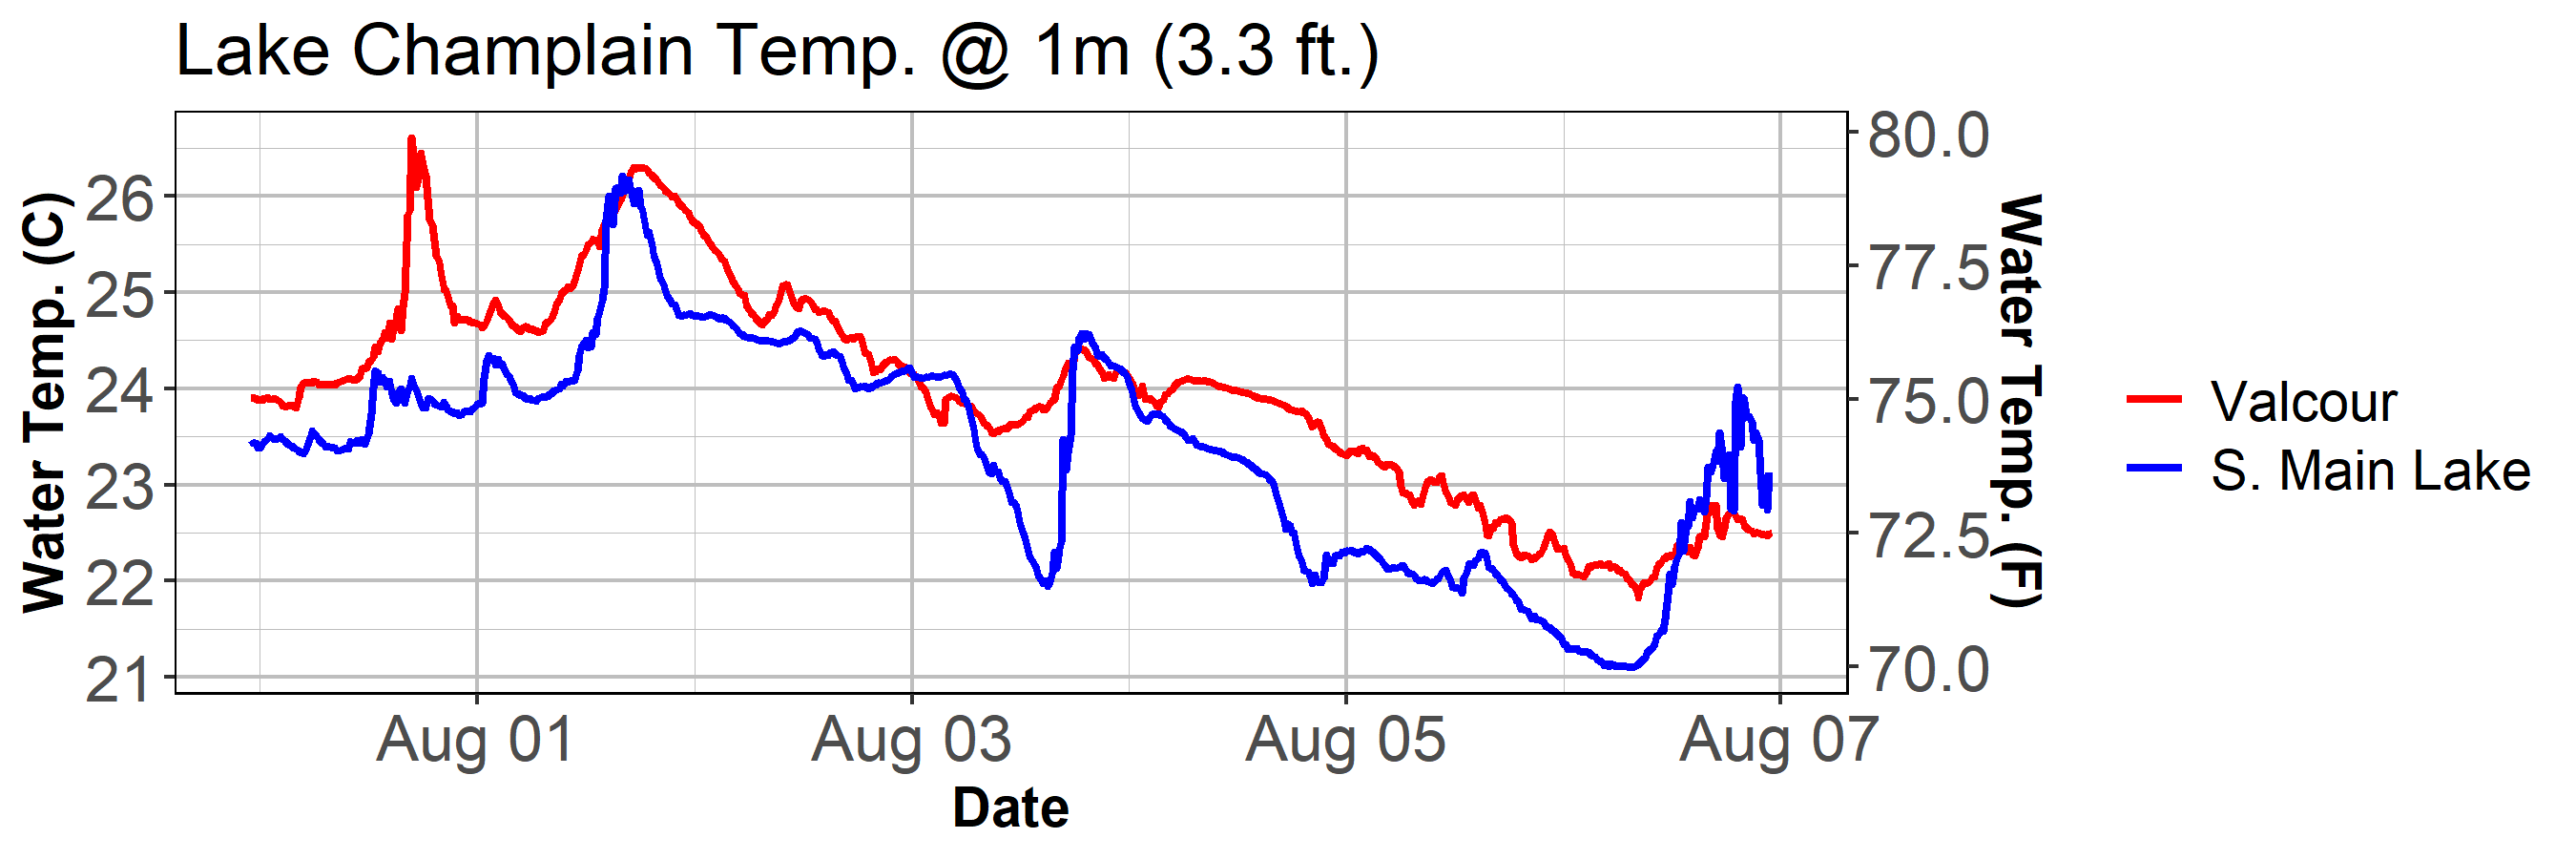 Lake Champlain Temp. @ 1m (3.3 ft.)
Water Temp. (C)
26
25
24
23
22
21
80.0
77.5
75.0
72.5
70.0
Water Temp. (F)
Aug 01
Aug 03
Aug 05
Aug 07
Date
Valcour
S. Main Lake